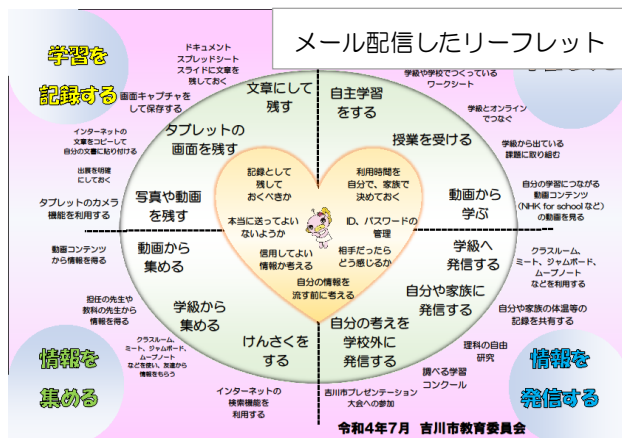 メール配信したリーフレット
学習を
記録する
ドキュメント
スプレッドシート
スライドに文章を
残しておく
画面キャプチャを
して保存する
インターネットの
文章をコピーして
自分の文書に貼り付ける
出展を明確
にしておく
タブレットのカメラ
機能を利用する
文章にして
残す
タブレットの
画面を残す
写真や動画
を残す
学級や学校でつくっている
ワークシート
学級とオンライン
でつなぐ
学級から出ている
課題に取り組む
自分の学習につながる
動画コンテンツ
（NHK for schoolなど）
の動画を見る
自主学習
をする
授業を受ける
動画から
学ぶ
記録として
残して
おくべきか
利用時間を
自分で、家族で
決めておく
本当に送ってよい
ないようか
ID、パスワードの
管理
信用してよい
情報か考える
相手だったら
どう感じるか
自分の情報を
流す前に考える
動画コンテンツ
から情報を得る
担任の先生や
教科の先生から
情報を得る
クラスルーム、
ミート、ジャムボード、
ムーブノート
などを使い、友達から
情報をもらう
インターネットの
検索機能を
利用する
動画から
集める
学級から
集める
けんさくを
する
情報を
集める
学級へ
発信する
自分や家族に
発信する
自分の考えを
学校外に
発信する
クラスルーム、
ミート、ジャムボード、
ムーブノート
などを利用する
自分や家族の体温等の
記録を共有する
理科の自由
研究
調べる学習
コンクール
吉川市プレゼンテーション
大会への参加
情報を
発信する
令和4年7月 吉川市教育委員会